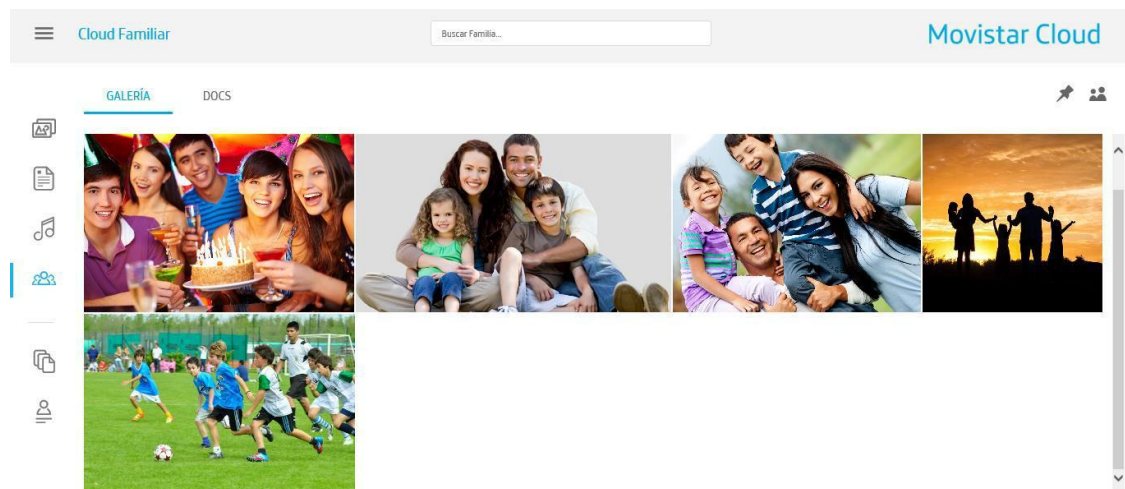 Cloud Familiar
Buscar Familia...
Movistar Cloud
GALERÍA
DOCS